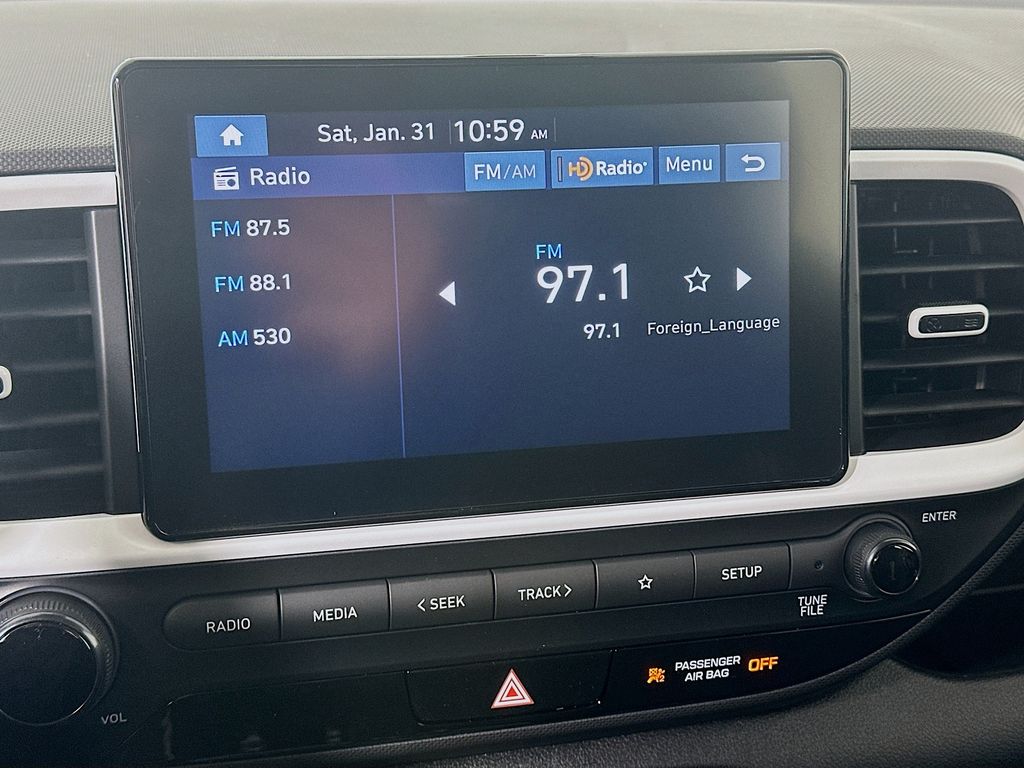 Sat, Jan. 31 10:59 AM
Radio FM/AM HD Radio Menu
FM 87.5
FM 88.1
AM 530
FM
97.1
97.1 Foreign_Language
ENTER
RADIO MEDIA < SEEK TRACK > SETUP
TUNE
FILE
VOL
PASSENGER
AIR BAG OFF